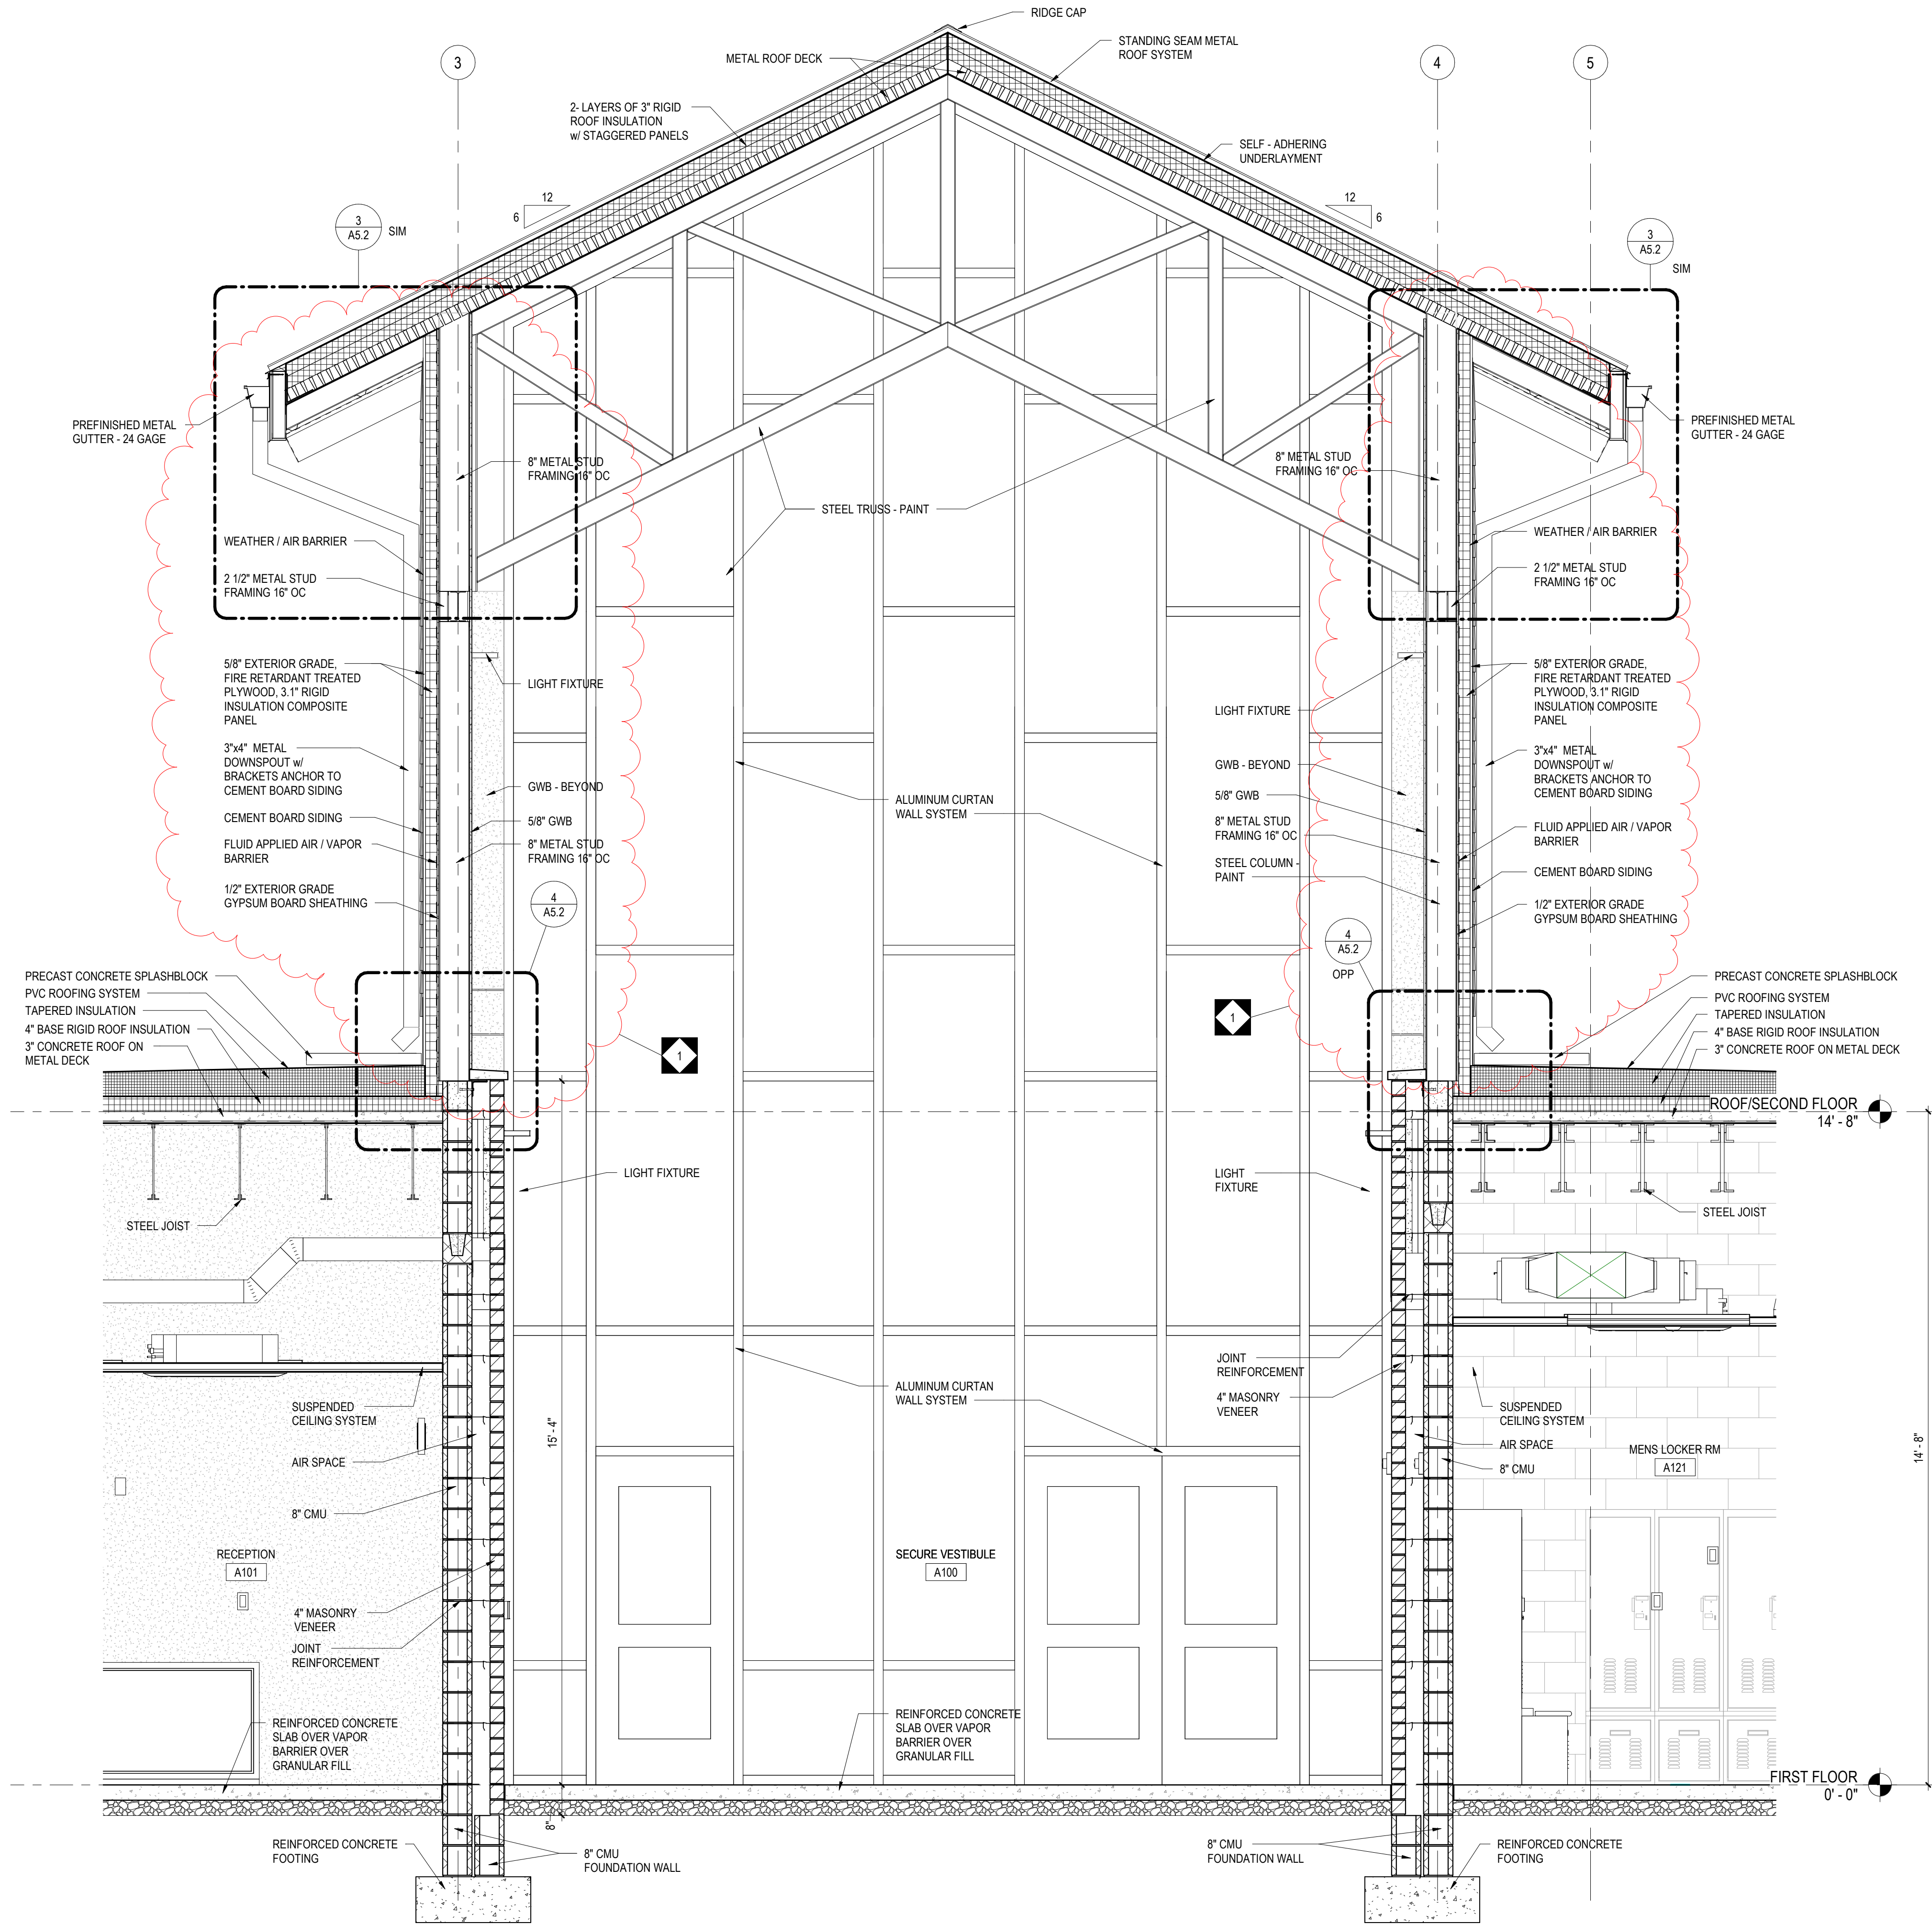 RIDGE CAP
3
METAL ROOF DECK
STANDING SEAM METAL
ROOF SYSTEM
4
5
2- LAYERS OF 3" RIGID
ROOF INSULATION
w/ STAGGERED PANELS
SELF - ADHERING
UNDERLAYMENT
12
6
12
6
3
A5.2
SIM
3
A5.2
SIM
PREFINISHED METAL
GUTTER - 24 GAGE
PREFINISHED METAL
GUTTER - 24 GAGE
8" METAL STUD
FRAMING 16" OC
8" METAL STUD
FRAMING 16" OC
STEEL TRUSS - PAINT
WEATHER / AIR BARRIER
2 1/2" METAL STUD
FRAMING 16" OC
WEATHER / AIR BARRIER
2 1/2" METAL STUD
FRAMING 16" OC
5/8" EXTERIOR GRADE,
FIRE RETARDANT TREATED
PLYWOOD, 3.1" RIGID
INSULATION COMPOSITE
PANEL
LIGHT FIXTURE
LIGHT FIXTURE
5/8" EXTERIOR GRADE,
FIRE RETARDANT TREATED
PLYWOOD, 3.1" RIGID
INSULATION COMPOSITE
PANEL
3"x4" METAL
DOWNSPOUT w/
BRACKETS ANCHOR TO
CEMENT BOARD SIDING
GWB - BEYOND
ALUMINUM CURTAN
WALL SYSTEM
GWB - BEYOND
3"x4" METAL
DOWNSPOUT w/
BRACKETS ANCHOR TO
CEMENT BOARD SIDING
CEMENT BOARD SIDING
5/8" GWB
5/8" GWB
FLUID APPLIED AIR / VAPOR
BARRIER
8" METAL STUD
FRAMING 16" OC
8" METAL STUD
FRAMING 16" OC
FLUID APPLIED AIR / VAPOR
BARRIER
1/2" EXTERIOR GRADE
GYPSUM BOARD SHEATHING
STEEL COLUMN -
PAINT
CEMENT BOARD SIDING
1/2" EXTERIOR GRADE
GYPSUM BOARD SHEATHING
4
A5.2
4
A5.2
OPP
PRECAST CONCRETE SPLASHBLOCK
PVC ROOFING SYSTEM
TAPERED INSULATION
4" BASE RIGID ROOF INSULATION
3" CONCRETE ROOF ON
METAL DECK
1
1
PRECAST CONCRETE SPLASHBLOCK
PVC ROOFING SYSTEM
TAPERED INSULATION
4" BASE RIGID ROOF INSULATION
3" CONCRETE ROOF ON METAL DECK
ROOF/SECOND FLOOR
14' - 8"
LIGHT FIXTURE
LIGHT
FIXTURE
STEEL JOIST
STEEL JOIST
JOINT
REINFORCEMENT
4" MASONRY
VENEER
ALUMINUM CURTAN
WALL SYSTEM
SUSPENDED
CEILING SYSTEM
AIR SPACE
8" CMU
15' - 4"
SUSPENDED
CEILING SYSTEM
AIR SPACE
8" CMU
MENS LOCKER RM
A121
14' - 8"
RECEPTION
A101
SECURE VESTIBULE
A100
4" MASONRY
VENEER
JOINT
REINFORCEMENT
REINFORCED CONCRETE
SLAB OVER VAPOR
BARRIER OVER
GRANULAR FILL
REINFORCED CONCRETE
SLAB OVER VAPOR
BARRIER OVER
GRANULAR FILL
FIRST FLOOR
0' - 0"
8"
REINFORCED CONCRETE
FOOTING
8" CMU
FOUNDATION WALL
8" CMU
FOUNDATION WALL
REINFORCED CONCRETE
FOOTING